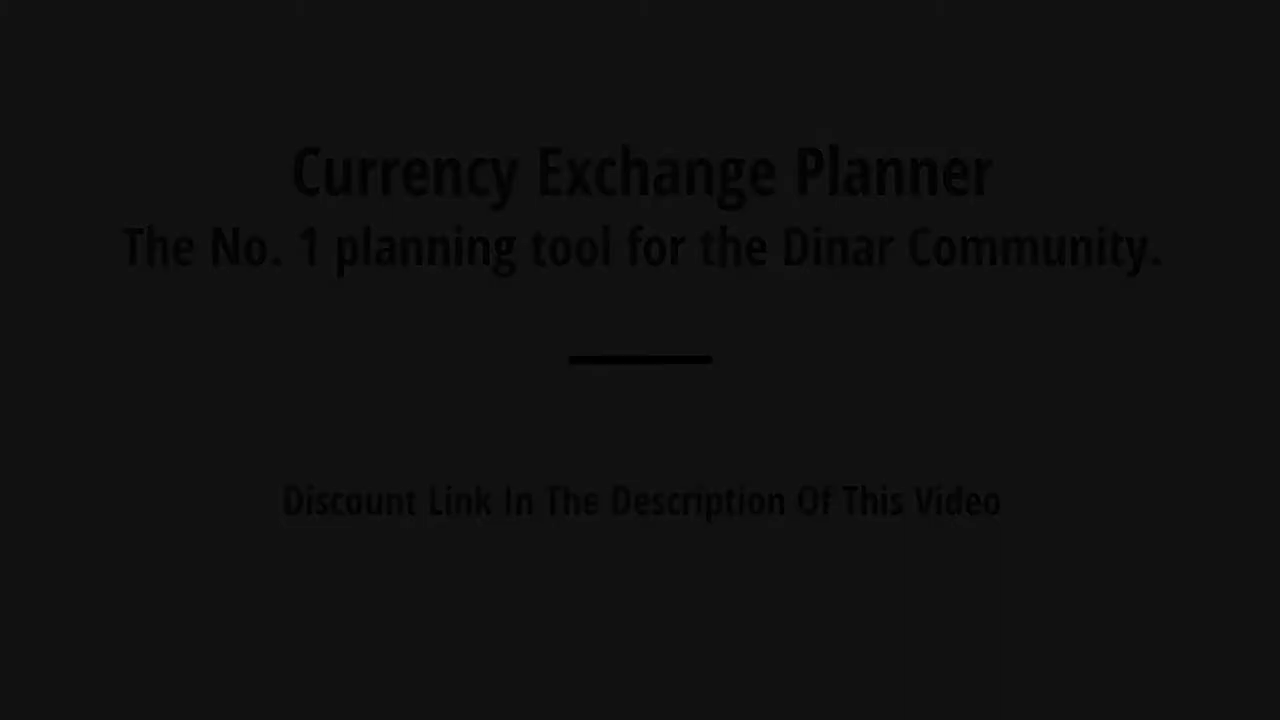 Currency Exchange Planner
The No. 1 planning tool for the Dinar Community.
Discount Link In The Description Of This Video